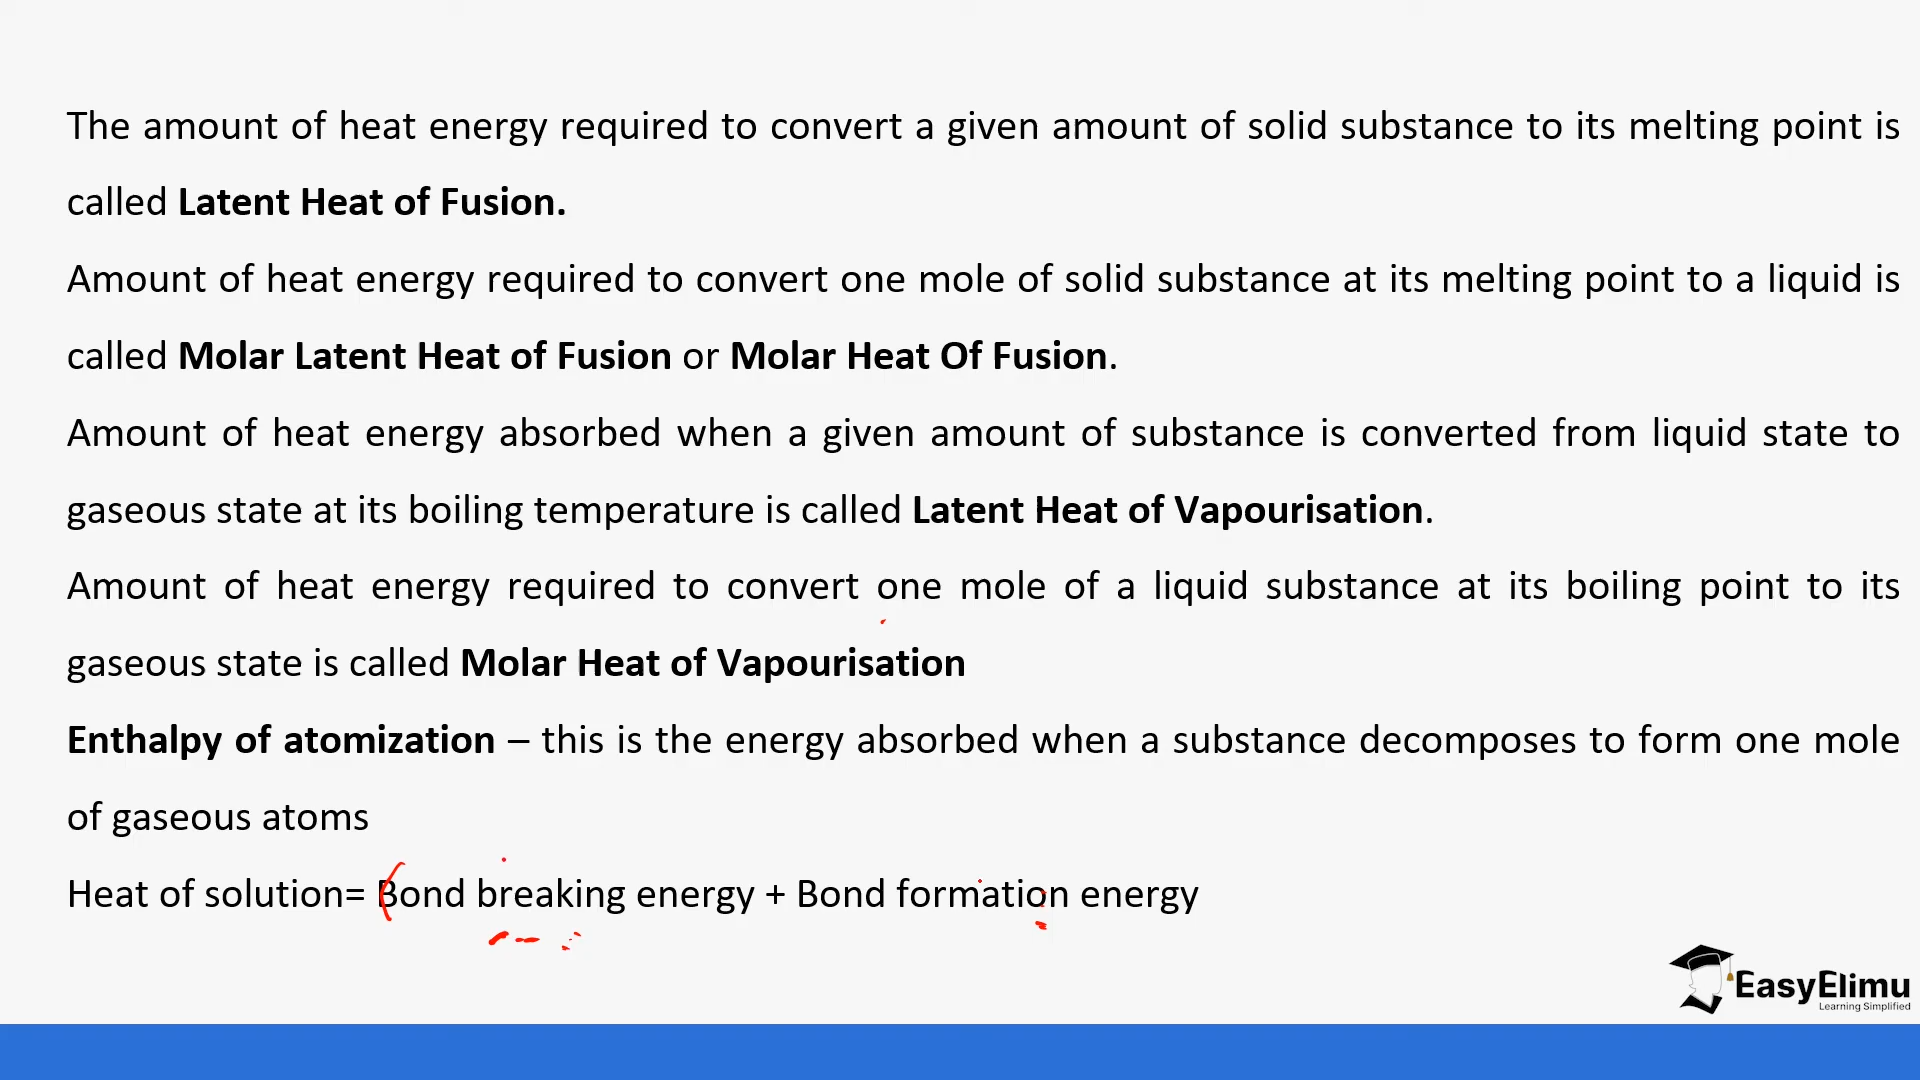 The amount of heat energy required to convert a given amount of solid substance to its melting point is
called Latent Heat of Fusion.
Amount of heat energy required to convert one mole of solid substance at its melting point to a liquid is
called Molar Latent Heat of Fusion or Molar Heat Of Fusion.
Amount of heat energy absorbed when a given amount of substance is converted from liquid state to
gaseous state at its boiling temperature is called Latent Heat of Vapourisation.
Amount of heat energy required to convert one mole of a liquid substance at its boiling point to its
gaseous state is called Molar Heat of Vapourisation
Enthalpy of atomization – this is the energy absorbed when a substance decomposes to form one mole
of gaseous atoms
Heat of solution= Bond breaking energy + Bond formation energy
EasyElimu
Learning Simplified